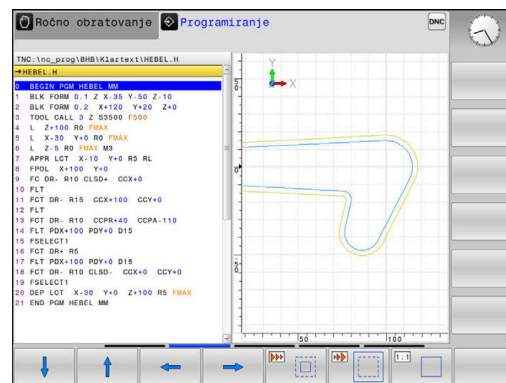 Ročno obratovanje
Programiranje
DNC
TNC:\nc_prog\BHB\Klartext\HEBEL.H
→HEBEL.H
0 BEGIN PGM HEBEL MM
1 BLK FORM 0.1 Z X-35 Y-50 Z-10
2 BLK FORM 0.2 X+120 Y+20 Z+0
3 TOOL CALL 3 Z S3500 F500
4 L Z+100 R0 FMAX
5 L X-30 Y+0 R0 FMAX
6 L Z-5 R0 FMAX M3
7 APPR LCT X-10 Y+0 R5 RL
8 FPOL X+100 Y+0
9 FC DR- R10 CLSD+ CCX+0
10 FLT
11 FCT DR- R15 CCX+100 CCY+0
12 FLT
13 FCT DR- R10 CCPR+40 CCPA-110
14 FLT PDX+100 PDY+0 D15
15 FSELECT1
16 FCT DR+ R5
17 FLT PDX+100 PDY+0 D15
18 FCT DR- R10 CLSD- CCX+0 CCY+0
19 FSELECT1
20 DEP LCT X-30 Y+0 Z+100 R5 FMAX
21 END PGM HEBEL MM
Y
X
50
0
50
100
1:1